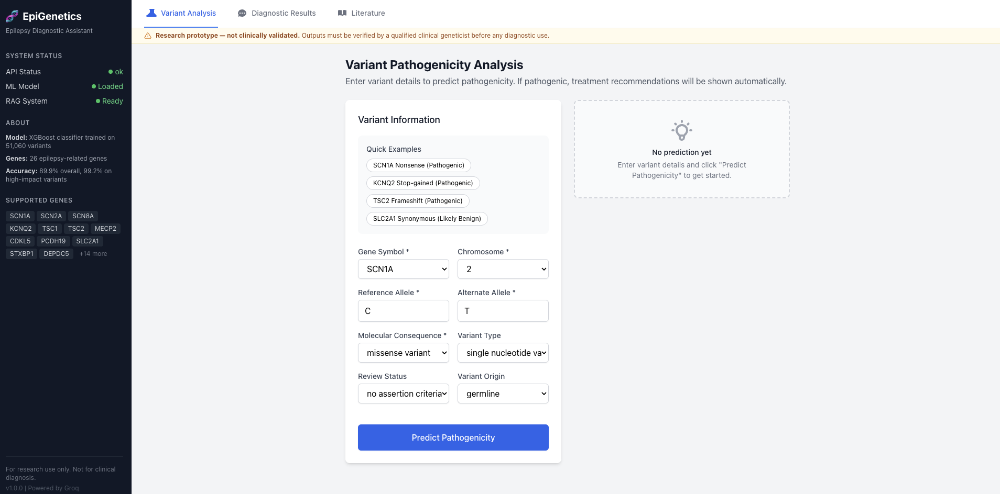 EpiGenetics
Epilepsy Diagnostic Assistant
SYSTEM STATUS
API Status
ok
ML Model
Loaded
RAG System
Ready
ABOUT
Model: XGBoost classifier trained on
51,060 variants
Genes: 26 epilepsy-related genes
Accuracy: 89.9% overall, 99.2% on
high-impact variants
SUPPORTED GENES
SCN1A SCN2A SCN8A
KCNQ2 TSC1 TSC2 MECP2
CDKL5 PCDH19 SLC2A1
STXBP1 DEPDC5 +14 more
For research use only. Not for clinical
diagnosis.
v1.0.0 | Powered by Groq
Variant Analysis
Diagnostic Results
Literature
Research prototype — not clinically validated. Outputs must be verified by a qualified clinical geneticist before any diagnostic use.
Variant Pathogenicity Analysis
Enter variant details to predict pathogenicity. If pathogenic, treatment recommendations will be shown automatically.
Variant Information
Quick Examples
SCN1A Nonsense (Pathogenic)
KCNQ2 Stop-gained (Pathogenic)
TSC2 Frameshift (Pathogenic)
SLC2A1 Synonymous (Likely Benign)
Gene Symbol *
SCN1A
Chromosome *
2
Reference Allele *
C
Alternate Allele *
T
Molecular Consequence *
missense variant
Variant Type
single nucleotide va
Review Status
no assertion criteria
Variant Origin
germline
Predict Pathogenicity
No prediction yet
Enter variant details and click "Predict
Pathogenicity" to get started.